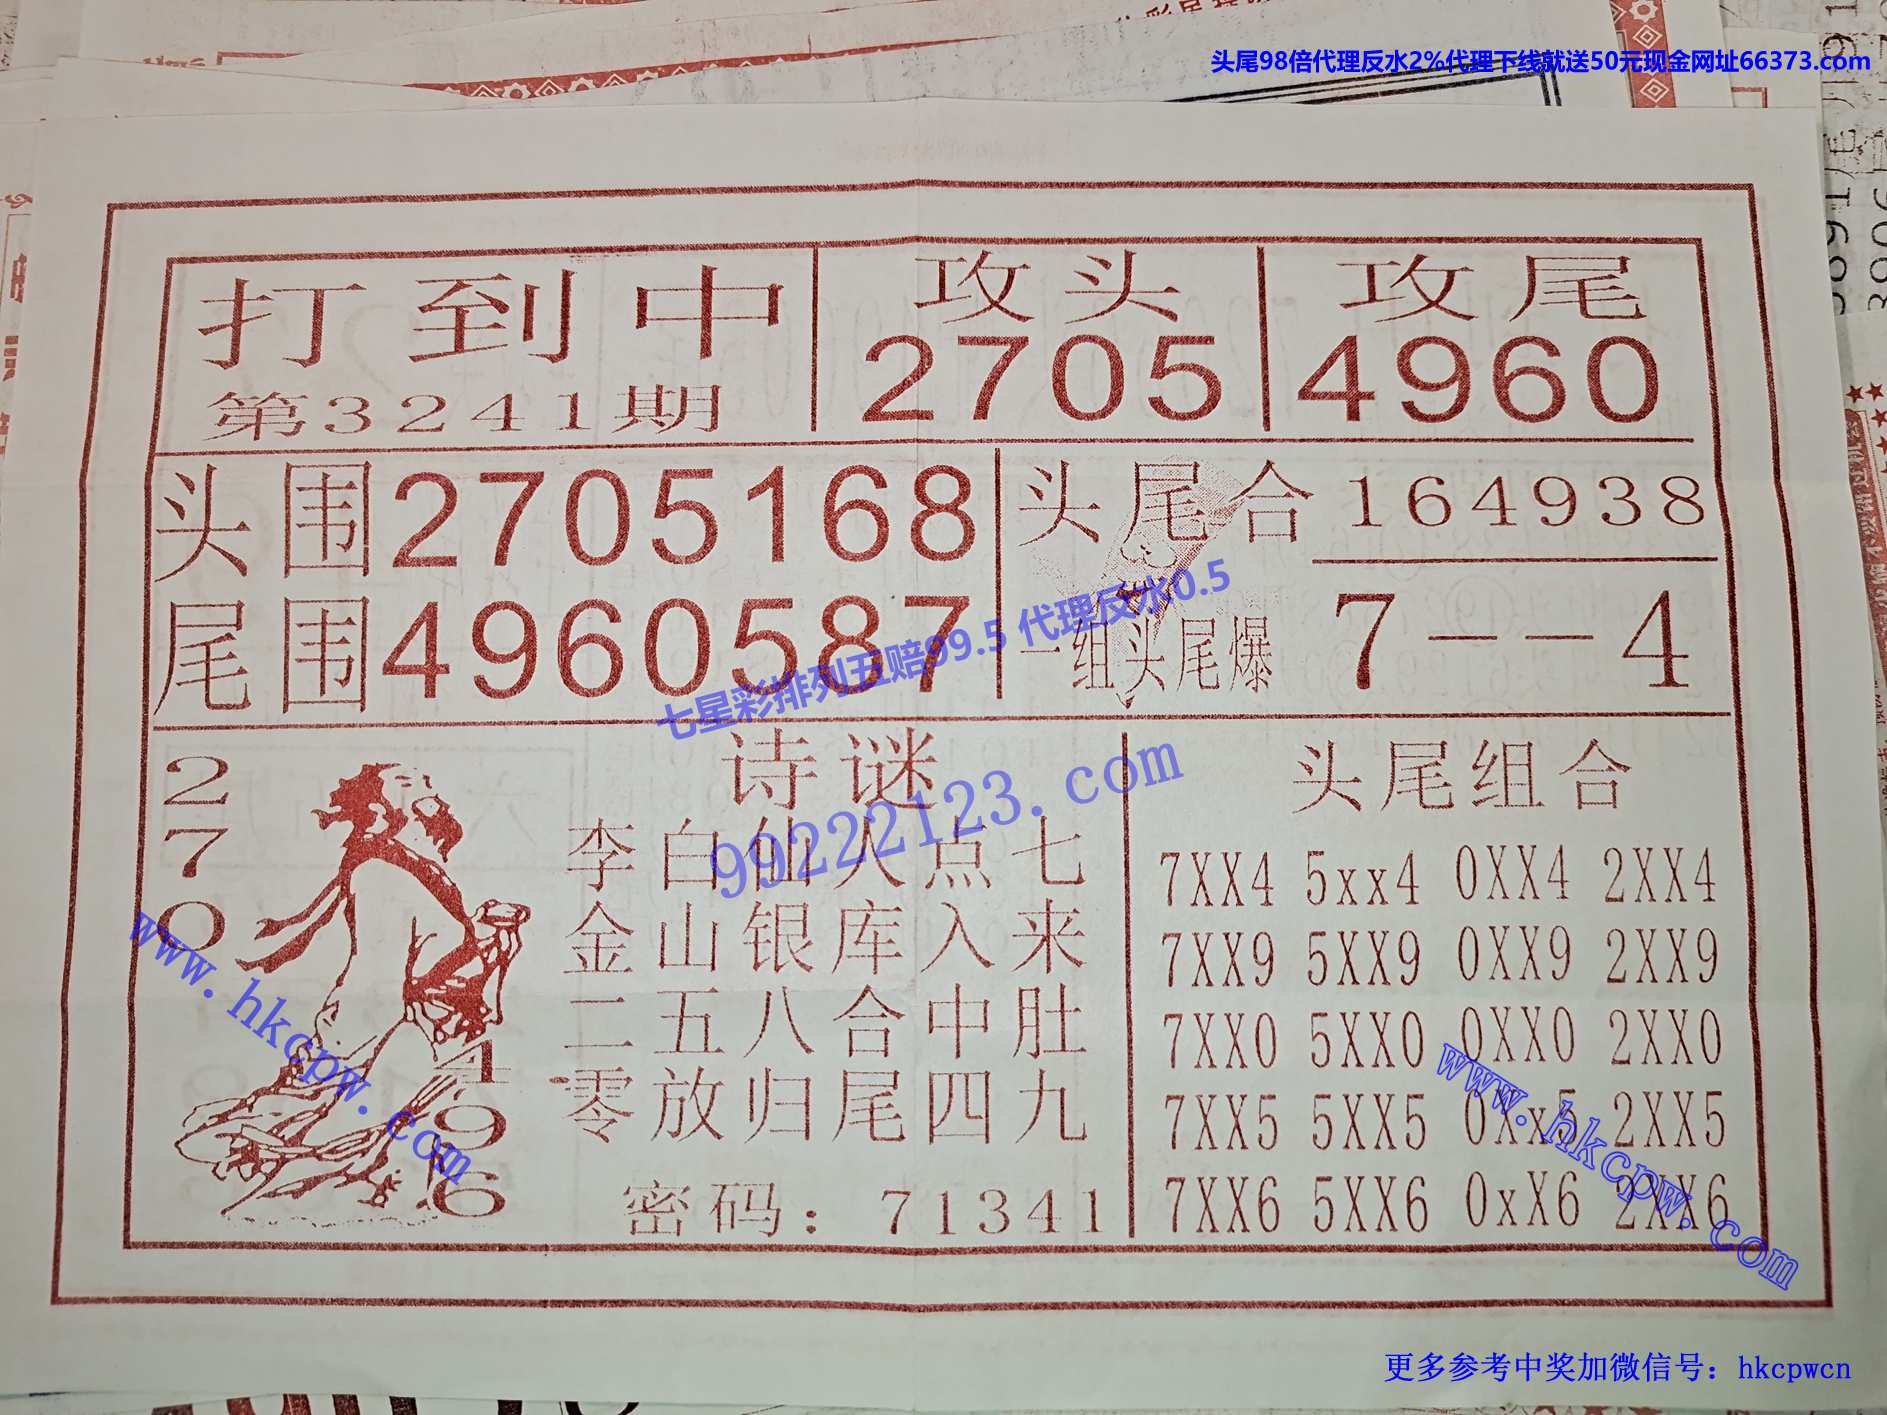 头尾98倍代理反水2%代理下线就送50元现金网址66373.com
打到中
第3241期
攻头
2705
攻尾
4960
头围2705168
尾围4960587
头尾合 164938
一组头尾爆 7--4
七星彩排列五赔99.5 代理反水0.5
99222123.com
2
7
0
4
9
6
诗谜
李白仙人点七
金山银库入来
二五八合中肚
零放归尾四九
密码：71341
头尾组合
7XX4 5xx4 0XX4 2XX4
7XX9 5XX9 0XX9 2XX9
7XX0 5XX0 0XX0 2XX0
7XX5 5XX5 0Xx5 2XX5
7XX6 5XX6 0xX6 2XX6
www.hkcpw.com
www.hkcpw.com
更多参考中奖加微信号：hkcpwcn